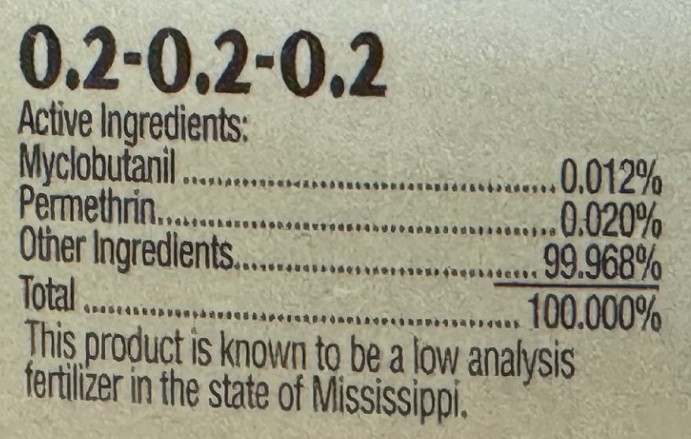 0.2-0.2-0.2
Active Ingredients:
Myclobutanil ........................................ 0.012%
Permethrin........................................... 0.020%
Other Ingredients................................. 99.968%
Total .................................................. 100.000%
This product is known to be a low analysis
fertilizer in the state of Mississippi.